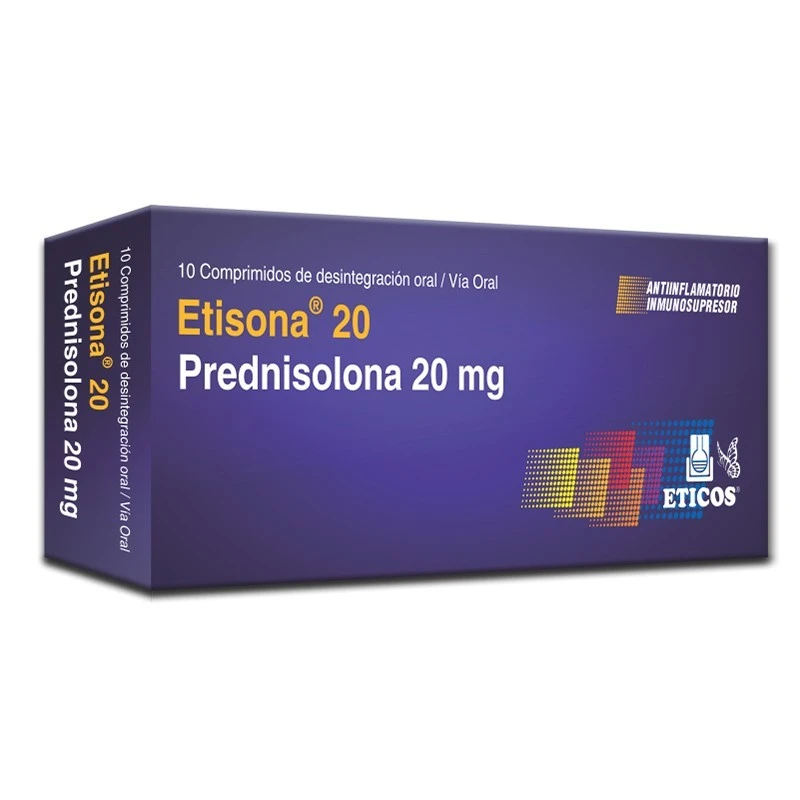 10 Comprimidos de desintegración oral / Vía Oral
Etisona® 20
Prednisolona 20 mg
10 Comprimidos de desintegración oral / Vía Oral
Etisona® 20
Prednisolona 20 mg
ANTIINFLAMATORIO
INMUNOSUPRESOR
ETICOS®